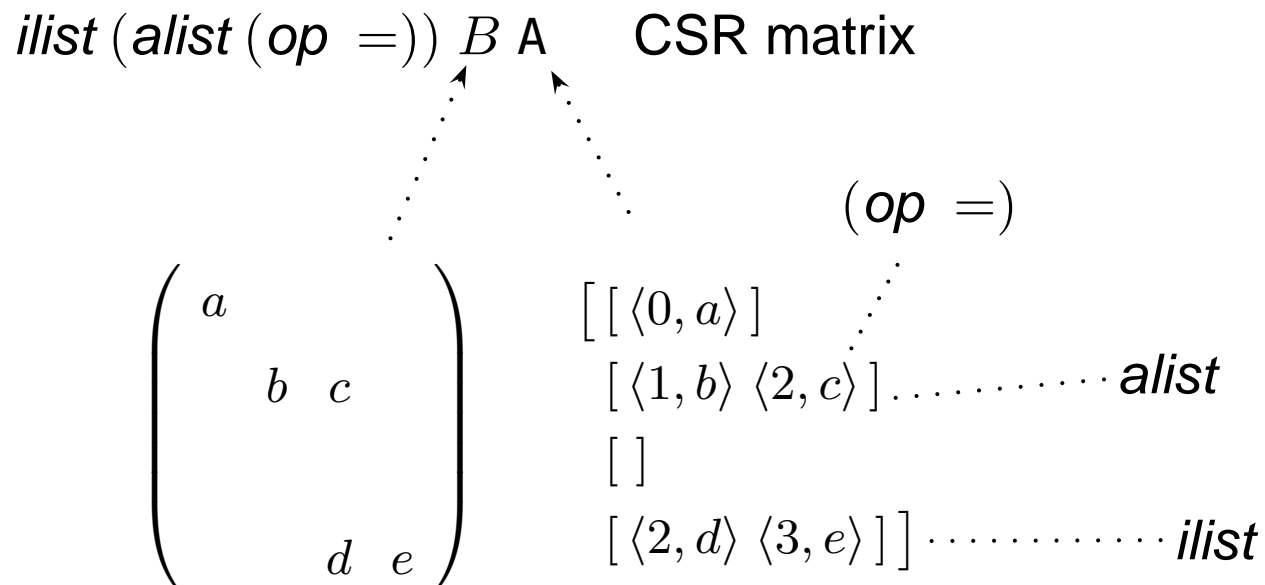 ilist (alist (op =)) B A CSR matrix
(op =)
a
b c
d e
[ [ ⟨0, a⟩ ]
[ ⟨1, b⟩ ⟨2, c⟩ ] alist
[ ]
[ ⟨2, d⟩ ⟨3, e⟩ ] ] ilist